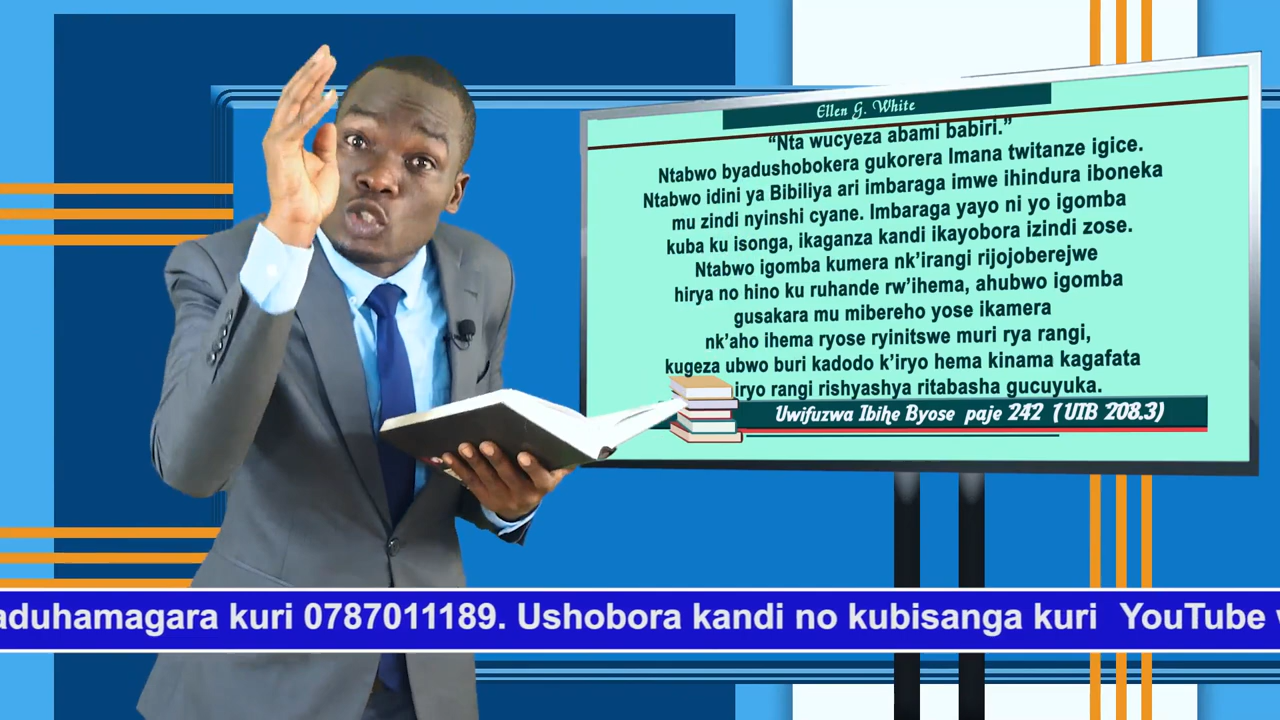 Ellen G. White
“Nta wucyeza abami babiri.”
Ntabwo byadushobokera gukorera Imana twitanze igice.
Ntabwo idini ya Bibiliya ari imbaraga imwe ihindura iboneka
mu zindi nyinshi cyane. Imbaraga yayo ni yo igomba
kuba ku isonga, ikaganza kandi ikayobora izindi zose.
Ntabwo igomba kumera nk’irangi rijojoberejwe
hirya no hino ku ruhande rw’ihema, ahubwo igomba
gusakara mu mibereho yose ikamera
nk’aho ihema ryose ryinitswe muri rya rangi,
kugeza ubwo buri kadodo k’iryo hema kinama kagafata
iryo rangi rishyashya ritabasha gucuyuka.
Uwifuzwa Ibihe Byose paje 242 (UIB 208.3)
aduhamagara kuri 0787011189. Ushobora kandi no kubisanga kuri YouTube